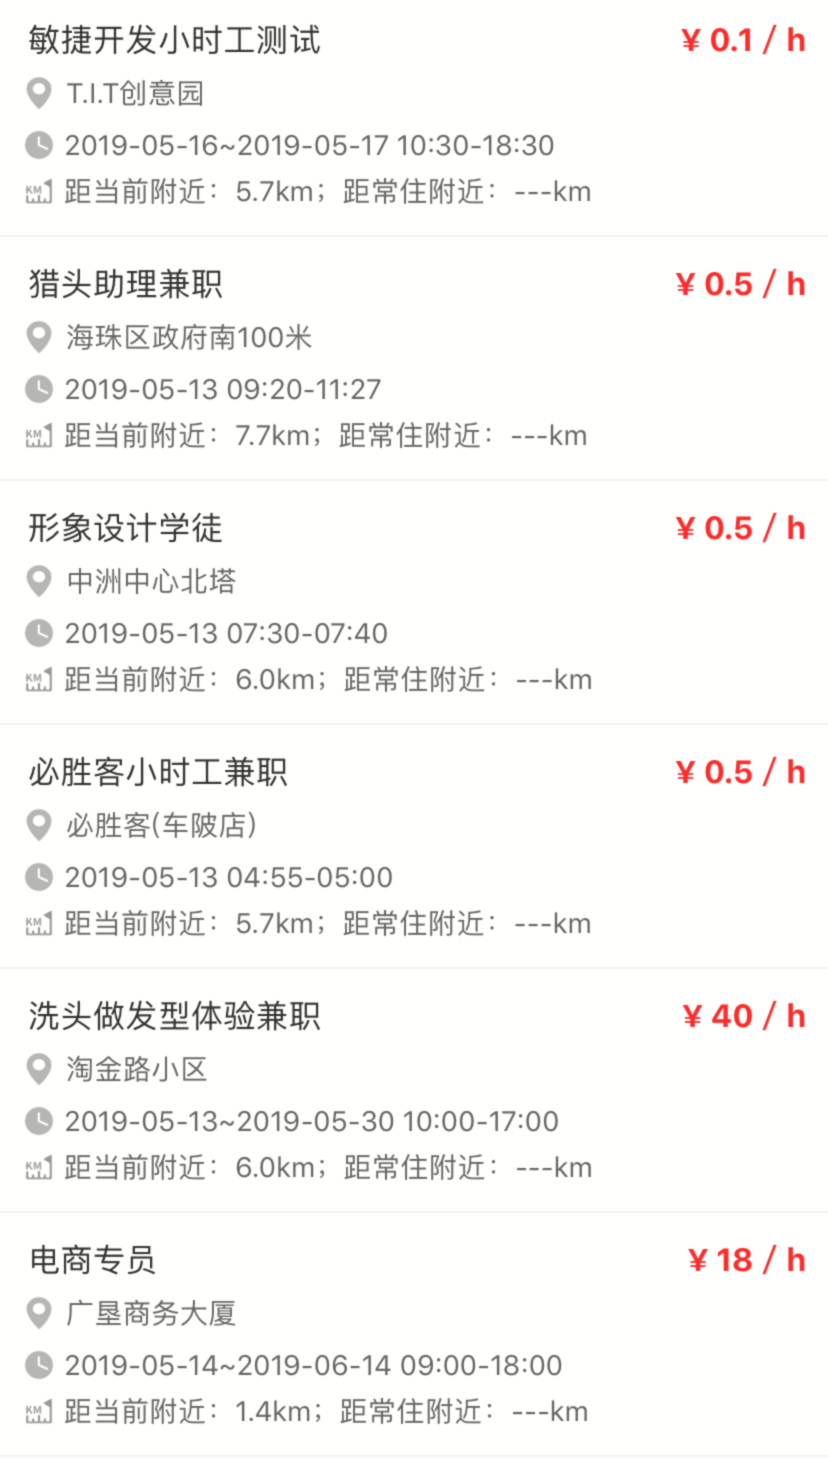 敏捷开发小时工测试
¥ 0.1 / h
T.I.T创意园
2019-05-16~2019-05-17 10:30-18:30
KM 距当前附近：5.7km；距常住附近：---km
猎头助理兼职
¥ 0.5 / h
海珠区政府南100米
2019-05-13 09:20-11:27
KM 距当前附近：7.7km；距常住附近：---km
形象设计学徒
¥ 0.5 / h
中洲中心北塔
2019-05-13 07:30-07:40
KM 距当前附近：6.0km；距常住附近：---km
必胜客小时工兼职
¥ 0.5 / h
必胜客(车陂店)
2019-05-13 04:55-05:00
KM 距当前附近：5.7km；距常住附近：---km
洗头做发型体验兼职
¥ 40 / h
淘金路小区
2019-05-13~2019-05-30 10:00-17:00
KM 距当前附近：6.0km；距常住附近：---km
电商专员
¥ 18 / h
广垦商务大厦
2019-05-14~2019-06-14 09:00-18:00
KM 距当前附近：1.4km；距常住附近：---km